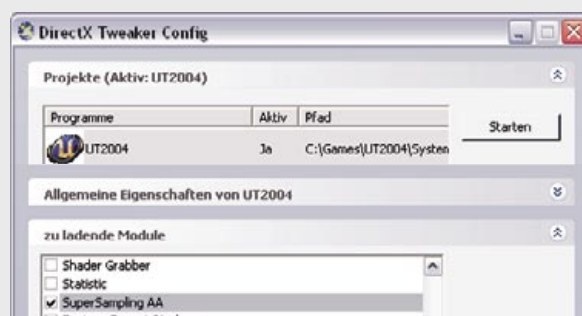 DirectX Tweaker Config
Projekte (Aktiv: UT2004)
Programme Aktiv Pfad
UT2004 Ja C:\Games\UT2004\System
Starten
Allgemeine Eigenschaften von UT2004
zu ladende Module
Shader Grabber
Statistic
SuperSampling AA